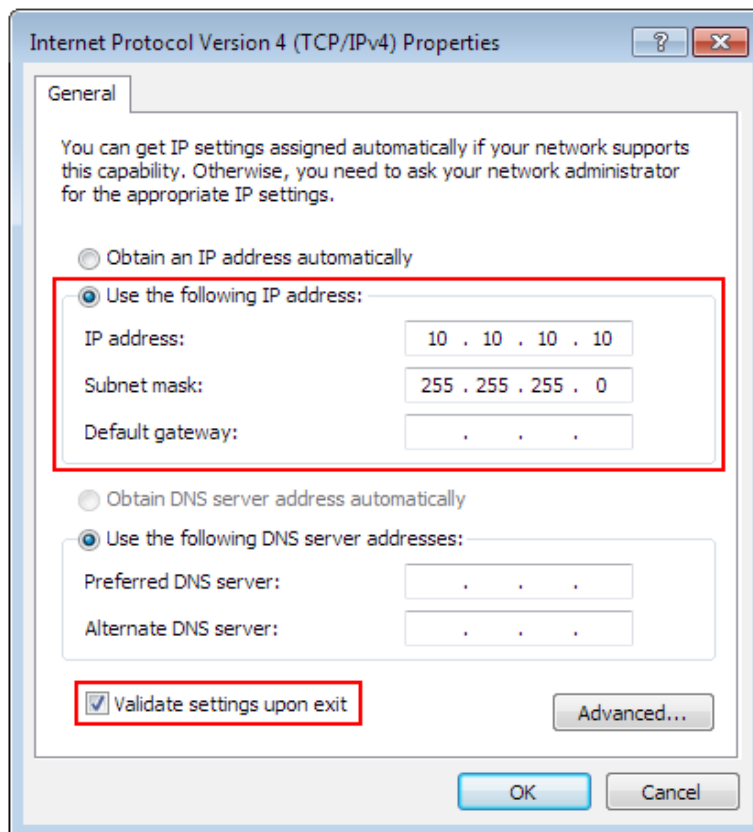 Internet Protocol Version 4 (TCP/IPv4) Properties
General
You can get IP settings assigned automatically if your network supports
this capability. Otherwise, you need to ask your network administrator
for the appropriate IP settings.
Obtain an IP address automatically
Use the following IP address:
IP address: 10 . 10 . 10 . 10
Subnet mask: 255 . 255 . 255 . 0
Default gateway: . . .
Obtain DNS server address automatically
Use the following DNS server addresses:
Preferred DNS server: . . .
Alternate DNS server: . . .
Validate settings upon exit
Advanced...
OK Cancel